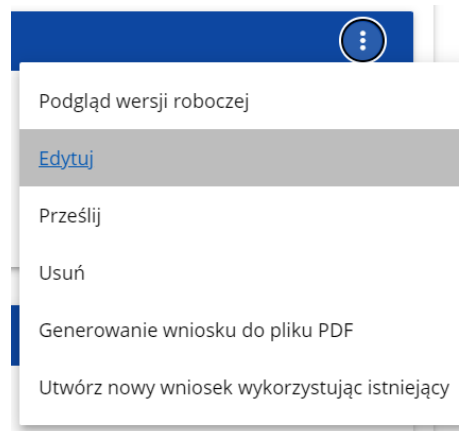 Podgląd wersji roboczej
Edytuj
Prześlij
Usuń
Generowanie wniosku do pliku PDF
Utwórz nowy wniosek wykorzystując istniejący